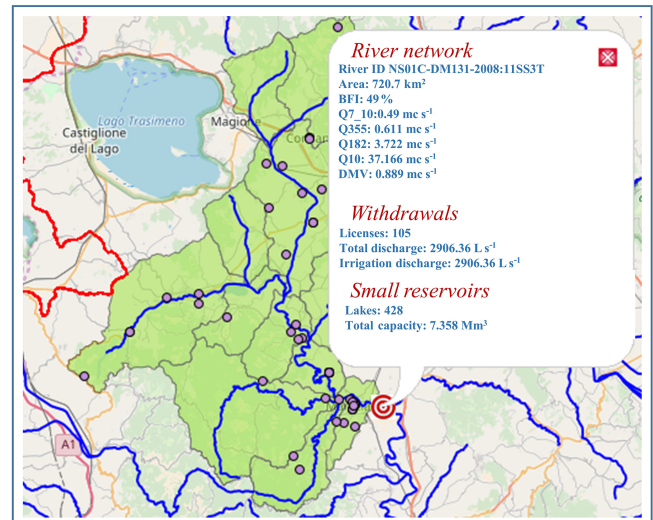 River network
River ID NS01C-DM131-2008:11SS3T
Area: 720.7 km²
BFI: 49%
Q7_10:0.49 mc s⁻¹
Q355: 0.611 mc s⁻¹
Q182: 3.722 mc s⁻¹
Q10: 37.166 mc s⁻¹
DMV: 0.889 mc s⁻¹
Withdrawals
Licenses: 105
Total discharge: 2906.36 L s⁻¹
Irrigation discharge: 2906.36 L s⁻¹
Small reservoirs
Lakes: 428
Total capacity: 7.358 Mm³
Lago Trasimeno
Magione
Castiglione
del Lago
A1